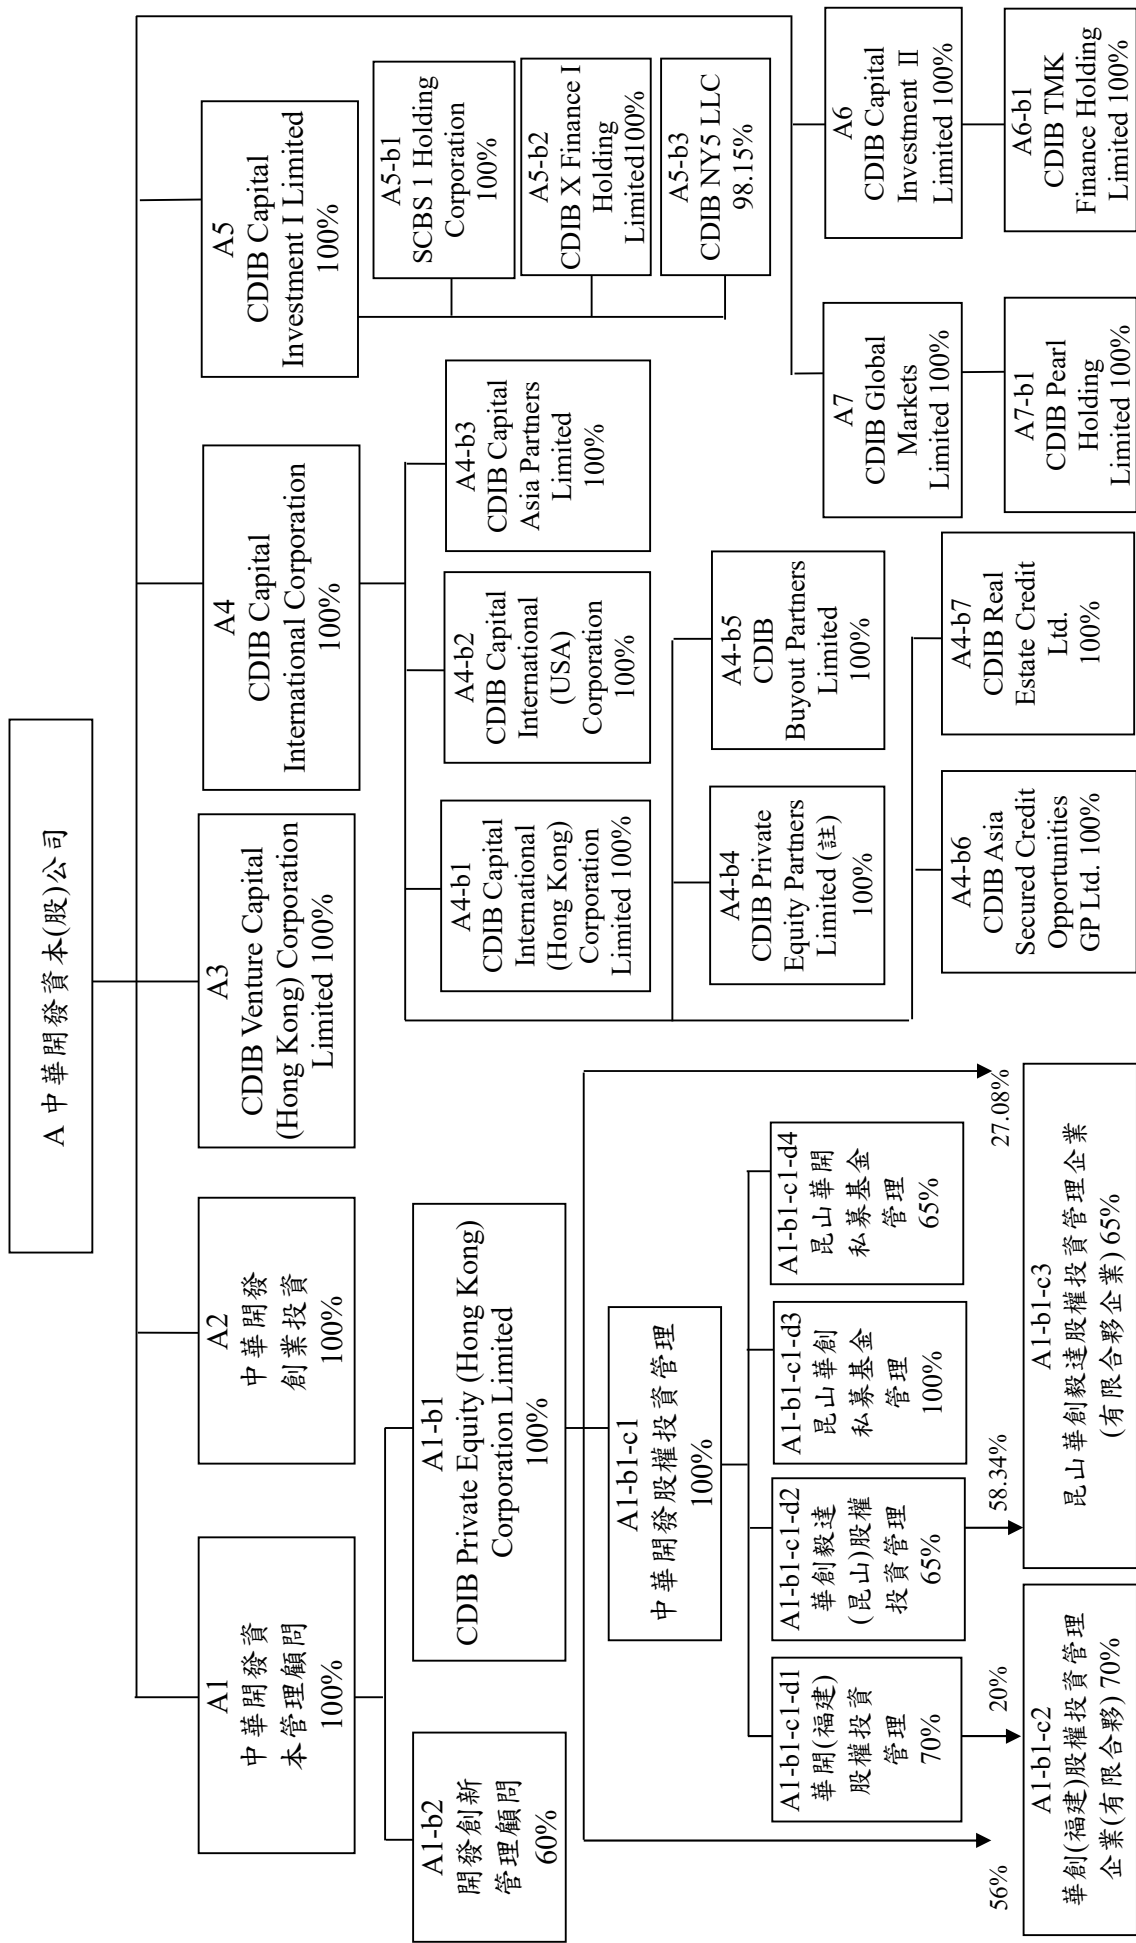 A 中華開發資本(股)公司
A1
中華開發資
本管理顧問
100%
A2
中華開發
創業投資
100%
A3
CDIB Venture Capital
(Hong Kong) Corporation
Limited 100%
A4
CDIB Capital
International Corporation
100%
A5
CDIB Capital
Investment I Limited
100%
A1-b2
開發創新
管理顧問
60%
A1-b1
CDIB Private Equity (Hong Kong)
Corporation Limited
100%
A4-b1
CDIB Capital
International
(Hong Kong)
Corporation
Limited 100%
A4-b2
CDIB Capital
International
(USA)
Corporation
100%
A4-b3
CDIB Capital
Asia Partners
Limited
100%
A5-b1
SCBS 1 Holding
Corporation
100%
A5-b2
CDIB X Finance I
Holding
Limited100%
A5-b3
CDIB NY5 LLC
98.15%
A1-b1-c1
中華開發股權投資管理
100%
A4-b4
CDIB Private
Equity Partners
Limited (註)
100%
A4-b5
CDIB
Buyout Partners
Limited
100%
A1-b1-c1-d1
華開(福建)
股權投資
管理
70%
A1-b1-c1-d2
華創毅達
(昆山)股權
投資管理
65%
A1-b1-c1-d3
昆山華創
私募基金
管理
100%
A1-b1-c1-d4
昆山華開
私募基金
管理
65%
A7
CDIB Global
Markets
Limited 100%
A6
CDIB Capital
Investment II
Limited 100%
A4-b6
CDIB Asia
Secured Credit
Opportunities
GP Ltd. 100%
A4-b7
CDIB Real
Estate Credit
Ltd.
100%
56%
20%
58.34%
27.08%
A1-b1-c2
華創(福建)股權投資管理
企業(有限合夥) 70%
A1-b1-c3
昆山華創毅達股權投資管理企業
(有限合夥企業) 65%
A7-b1
CDIB Pearl
Holding
Limited 100%
A6-b1
CDIB TMK
Finance Holding
Limited 100%